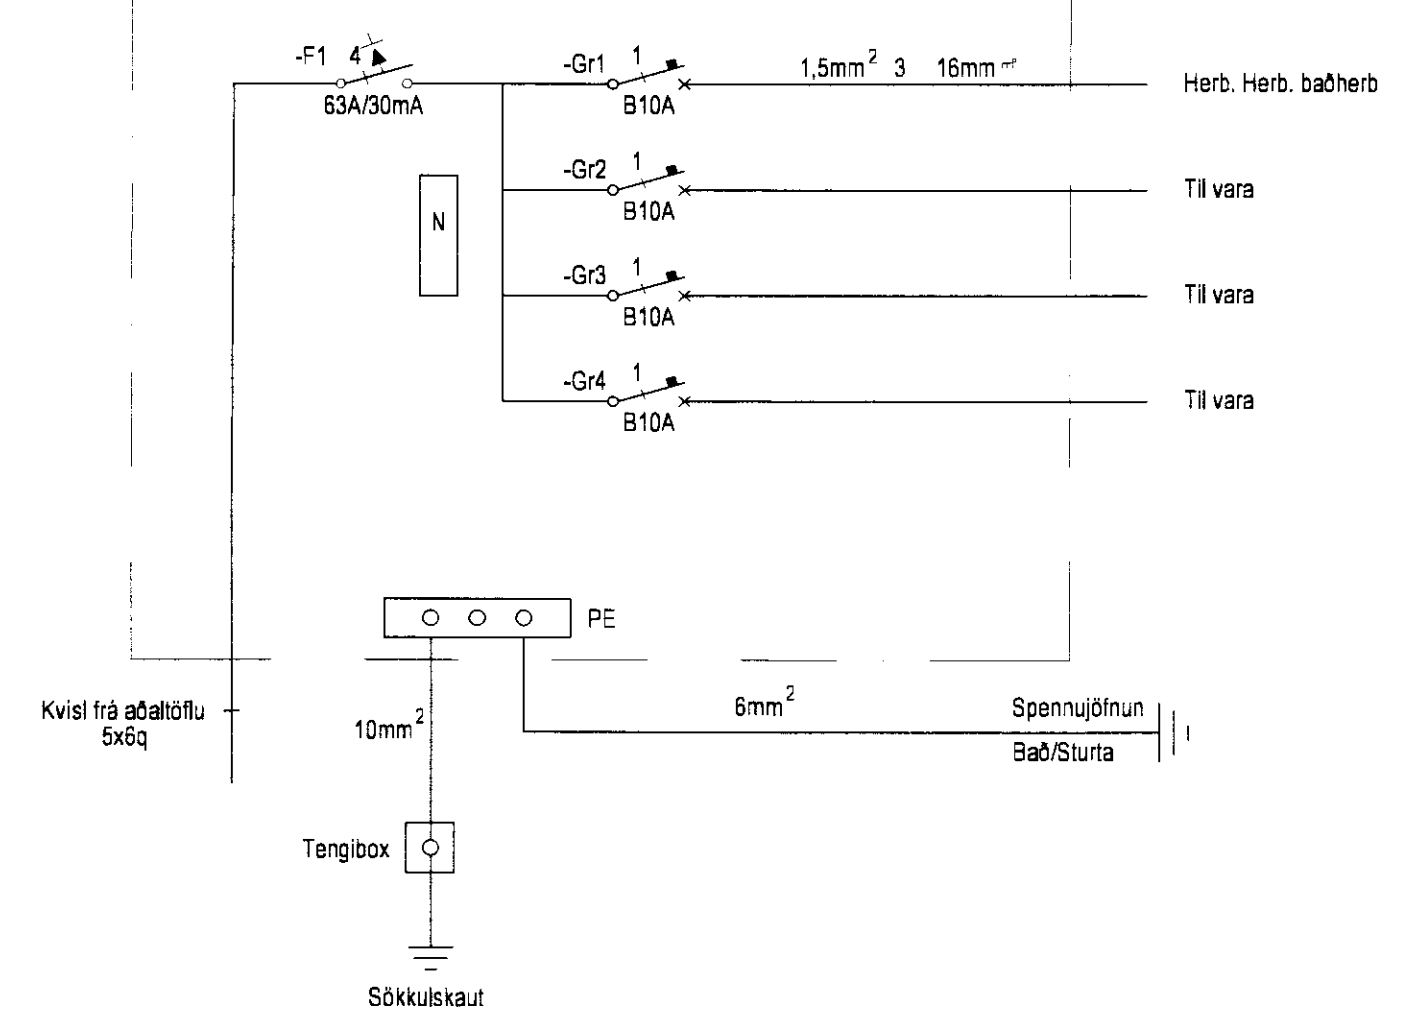 -F1 4
63A/30mA
-Gr1 1
B10A
1,5mm² 3 16mm
Herb. Herb. baðherb
-Gr2 1
B10A
Til vara
N
-Gr3 1
B10A
Til vara
-Gr4 1
B10A
Til vara
PE
Kvisl frá aðaltöflu
5x6q
10mm²
6mm²
Spennujöfnun
Bað/Sturta
Tengibox
Sökkulskaut